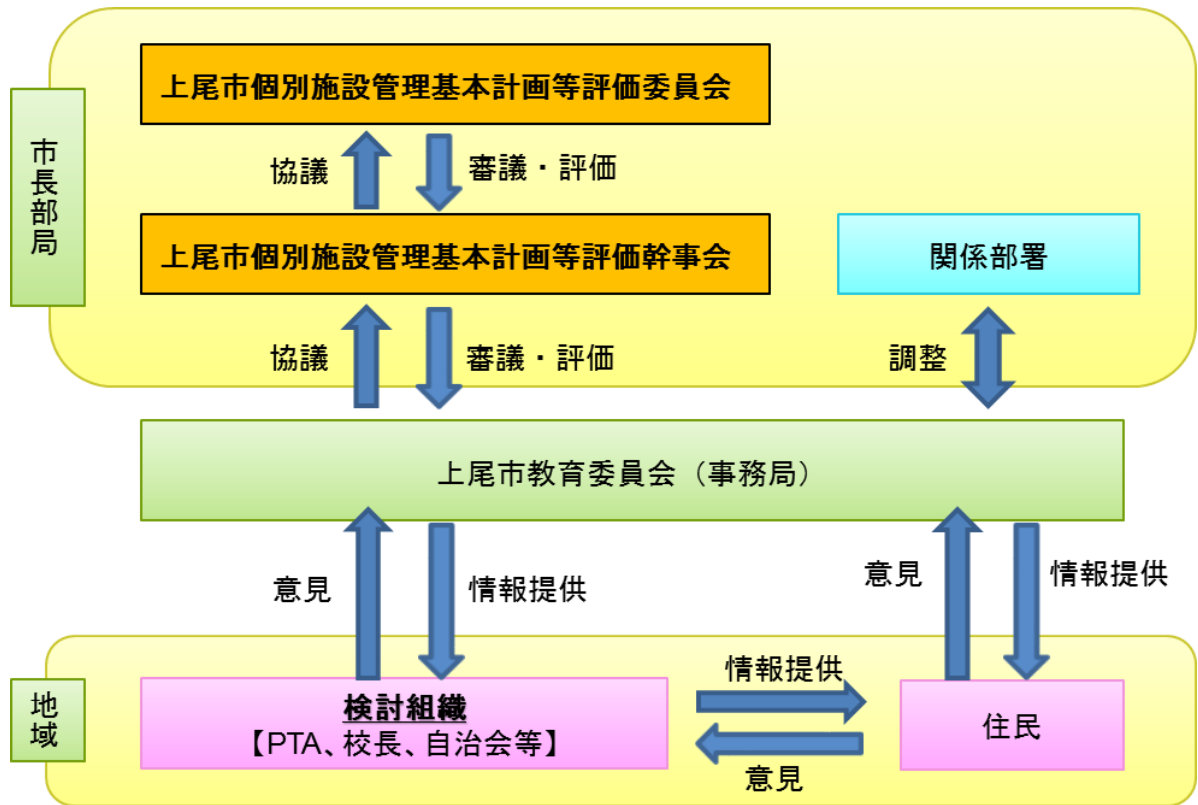 市長部局
上尾市個別施設管理基本計画等評価委員会
協議
審議・評価
上尾市個別施設管理基本計画等評価幹事会
関係部署
協議
審議・評価
調整
上尾市教育委員会（事務局）
意見
情報提供
意見
情報提供
地域
検討組織
【PTA、校長、自治会等】
情報提供
意見
住民